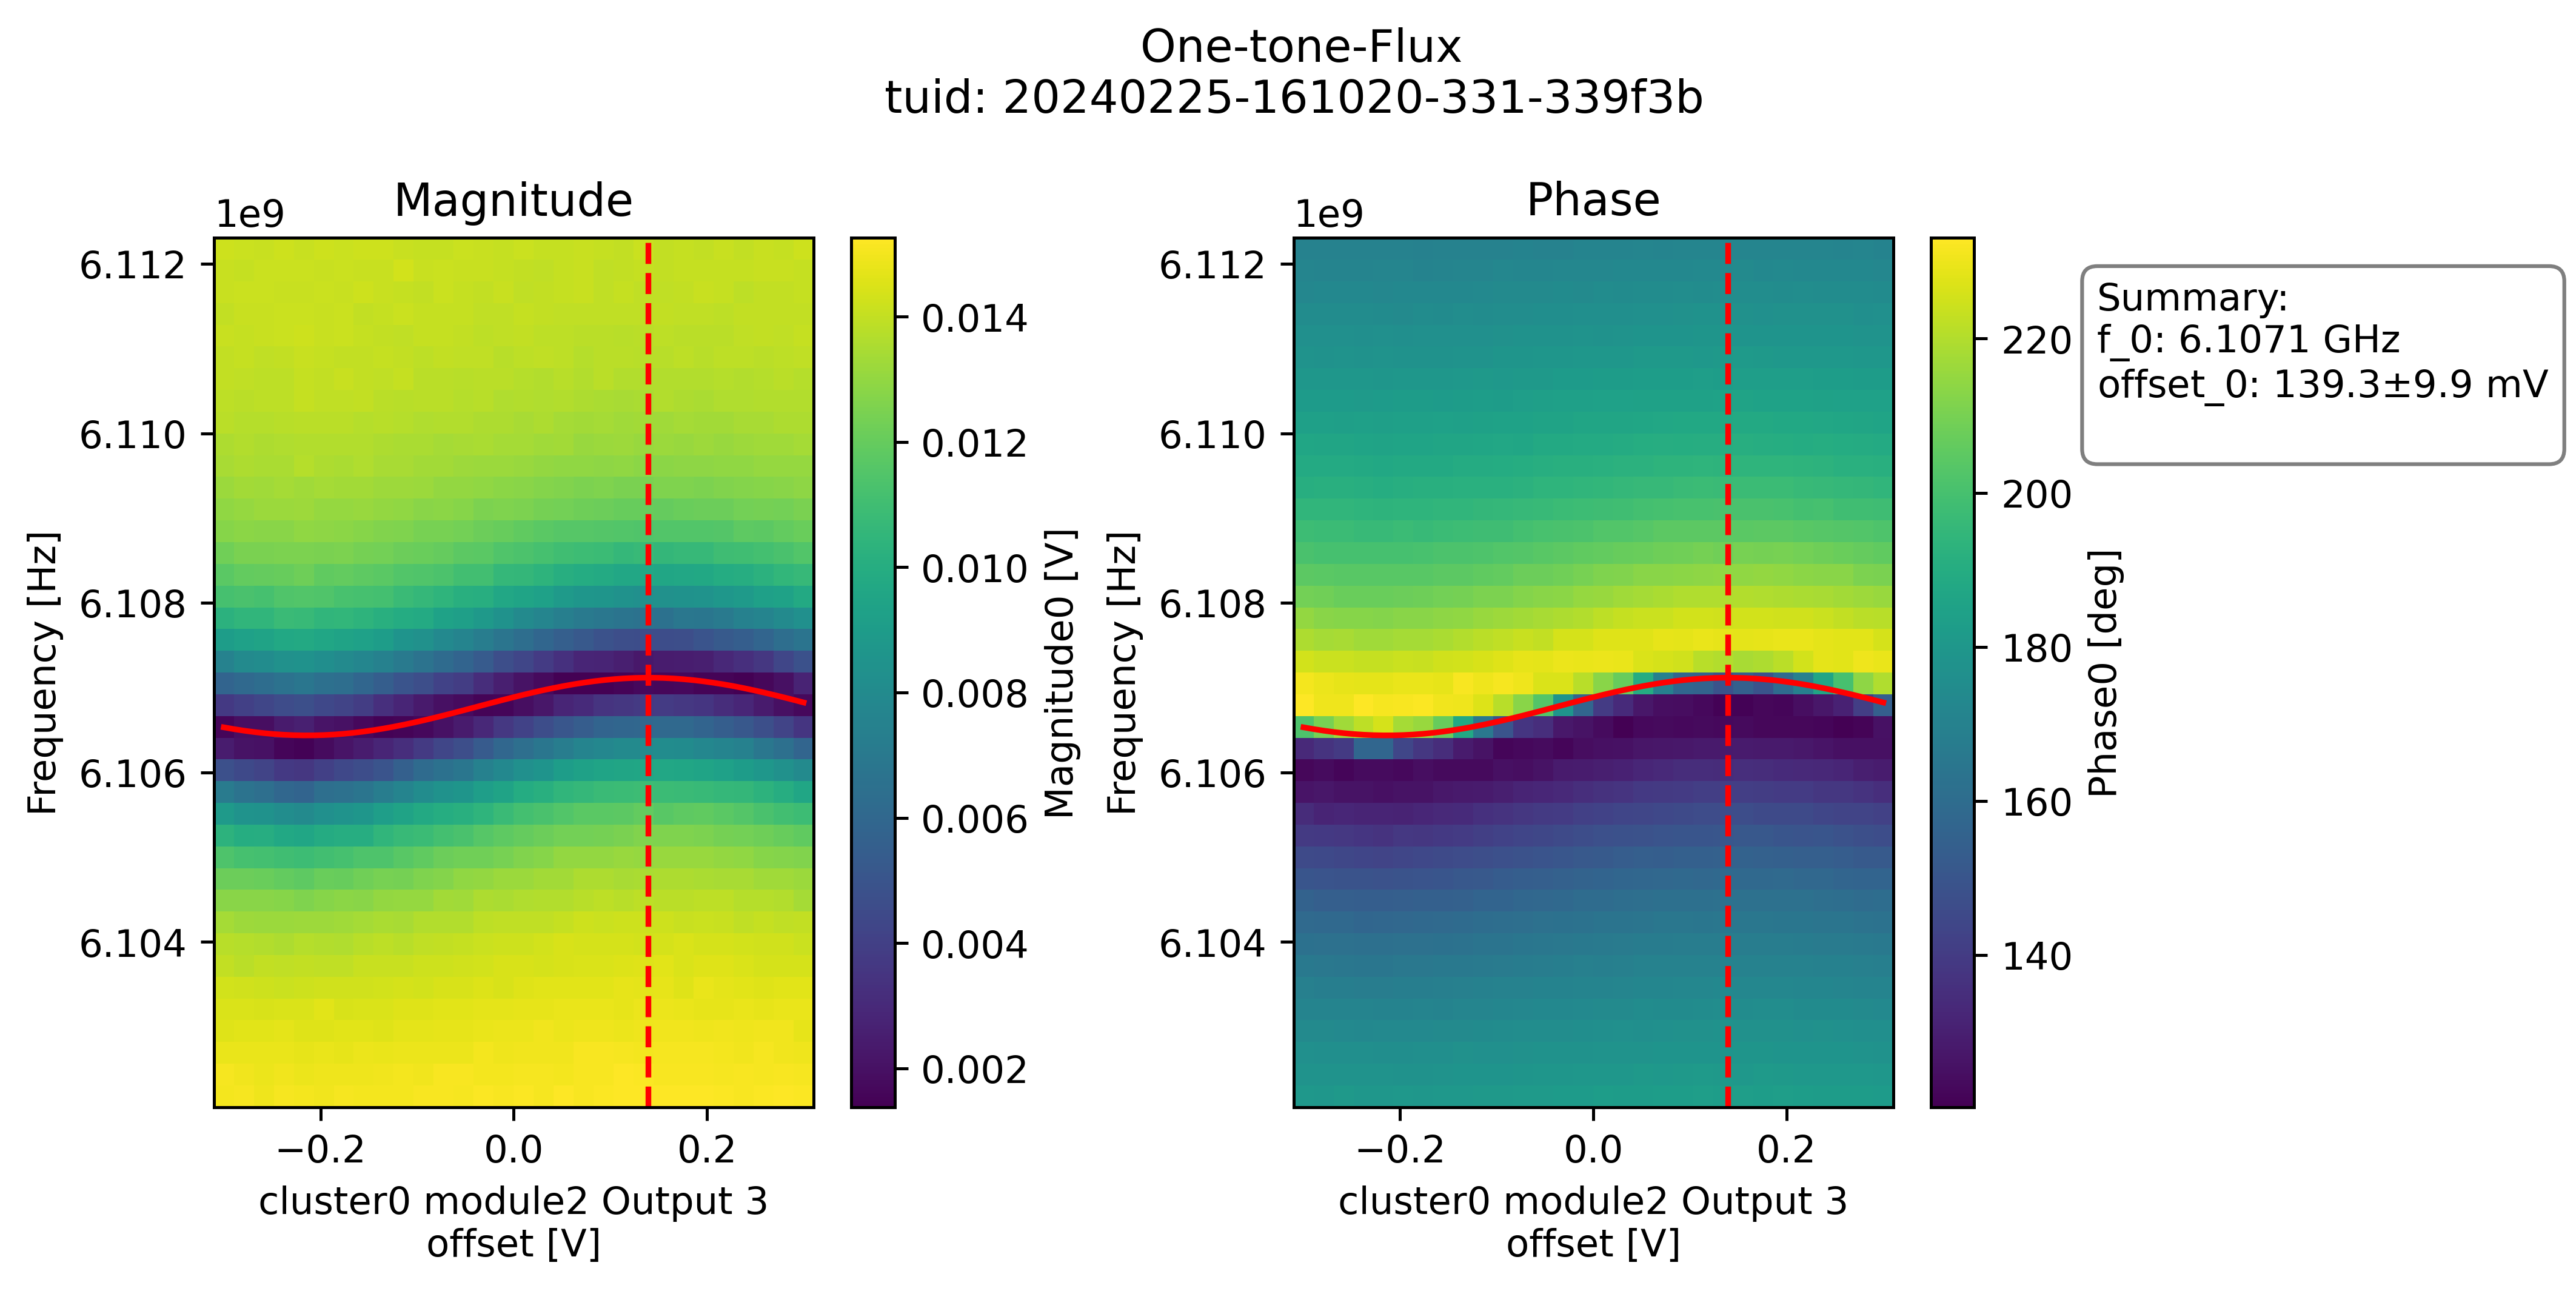 One-tone-Flux
tuid: 20240225-161020-331-339f3b
Magnitude
1e9
6.112
6.110
6.108
6.106
6.104
Frequency [Hz]
−0.2
0.0
0.2
cluster0 module2 Output 3
offset [V]
0.014
0.012
0.010
0.008
0.006
0.004
0.002
Magnitude0 [V]
Phase
1e9
6.112
6.110
6.108
6.106
6.104
Frequency [Hz]
−0.2
0.0
0.2
cluster0 module2 Output 3
offset [V]
220
200
180
160
140
Phase0 [deg]
Summary:
f_0: 6.1071 GHz
offset_0: 139.3±9.9 mV